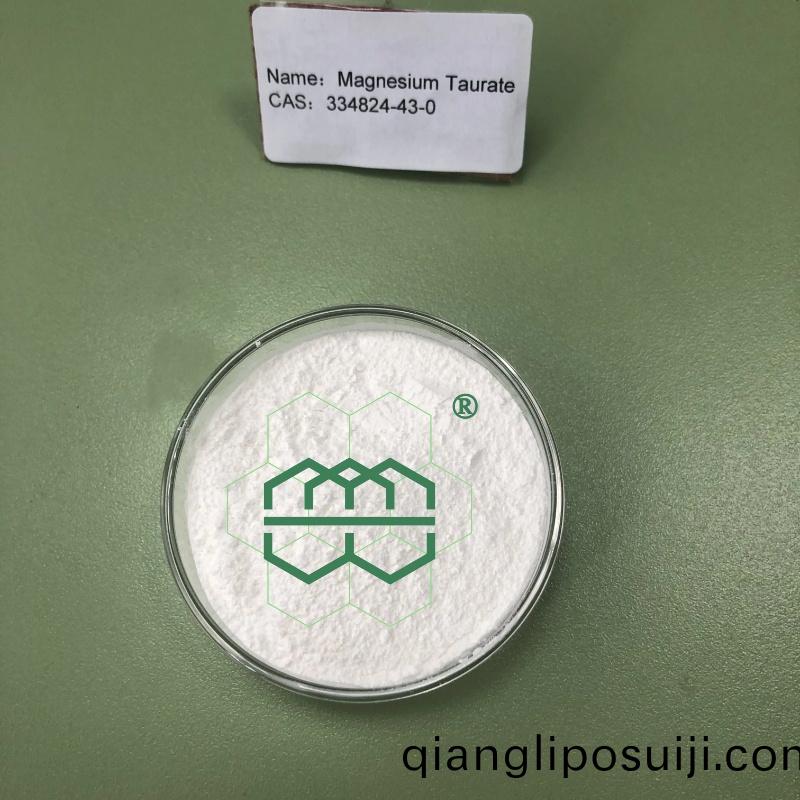 Name: Magnesium Taurate
CAS: 334824-43-0
®
qiangliposuiji.com